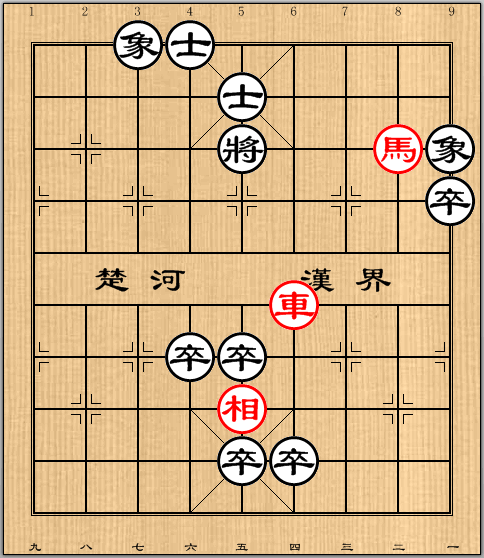 1 2 3 4 5 6 7 8 9
象 士
士
將 馬 象
卒
楚 河 漢 界
車
卒 卒
相
卒 卒
九 八 七 六 五 四 三 二 一